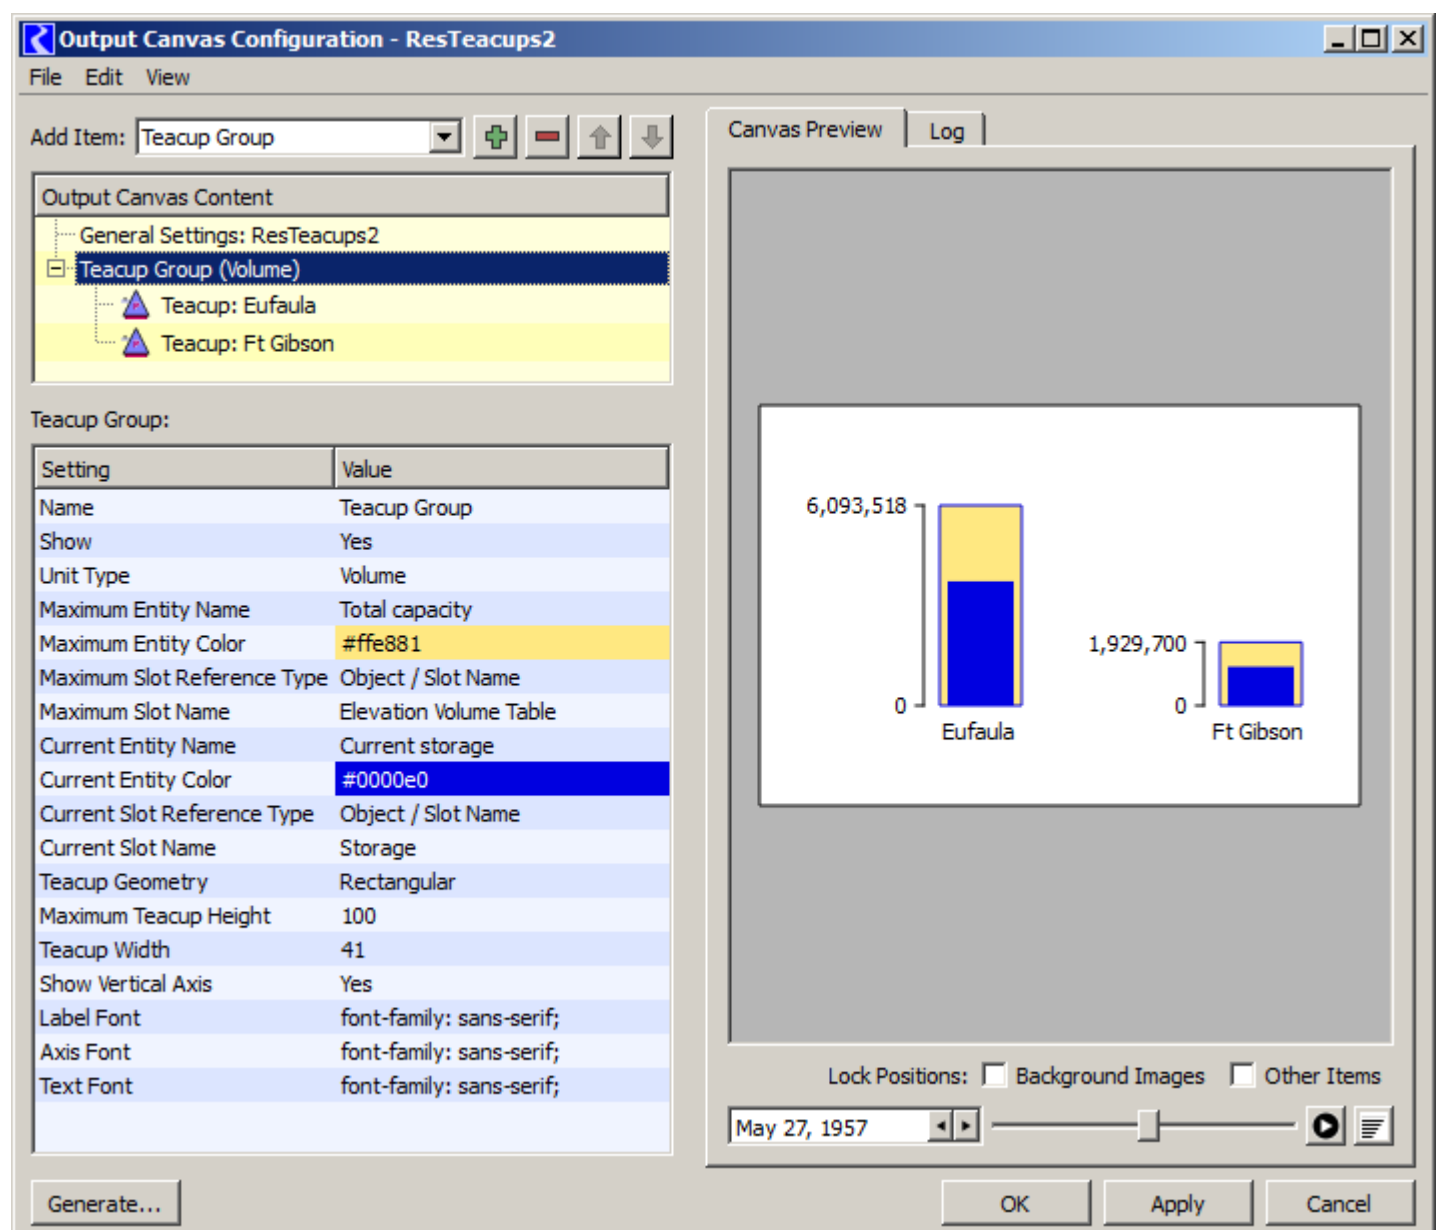 Output Canvas Configuration - ResTeacups2
File Edit View
Add Item: Teacup Group
Output Canvas Content
General Settings: ResTeacups2
Teacup Group (Volume)
Teacup: Eufaula
Teacup: Ft Gibson
Teacup Group:
Setting Value
Name Teacup Group
Show Yes
Unit Type Volume
Maximum Entity Name Total capacity
Maximum Entity Color #ffe881
Maximum Slot Reference Type Object / Slot Name
Maximum Slot Name Elevation Volume Table
Current Entity Name Current storage
Current Entity Color #0000e0
Current Slot Reference Type Object / Slot Name
Current Slot Name Storage
Teacup Geometry Rectangular
Maximum Teacup Height 100
Teacup Width 41
Show Vertical Axis Yes
Label Font font-family: sans-serif;
Axis Font font-family: sans-serif;
Text Font font-family: sans-serif;
Generate...
Canvas Preview Log
6,093,518
1,929,700
0 0
Eufaula Ft Gibson
Lock Positions: Background Images Other Items
May 27, 1957
OK Apply Cancel